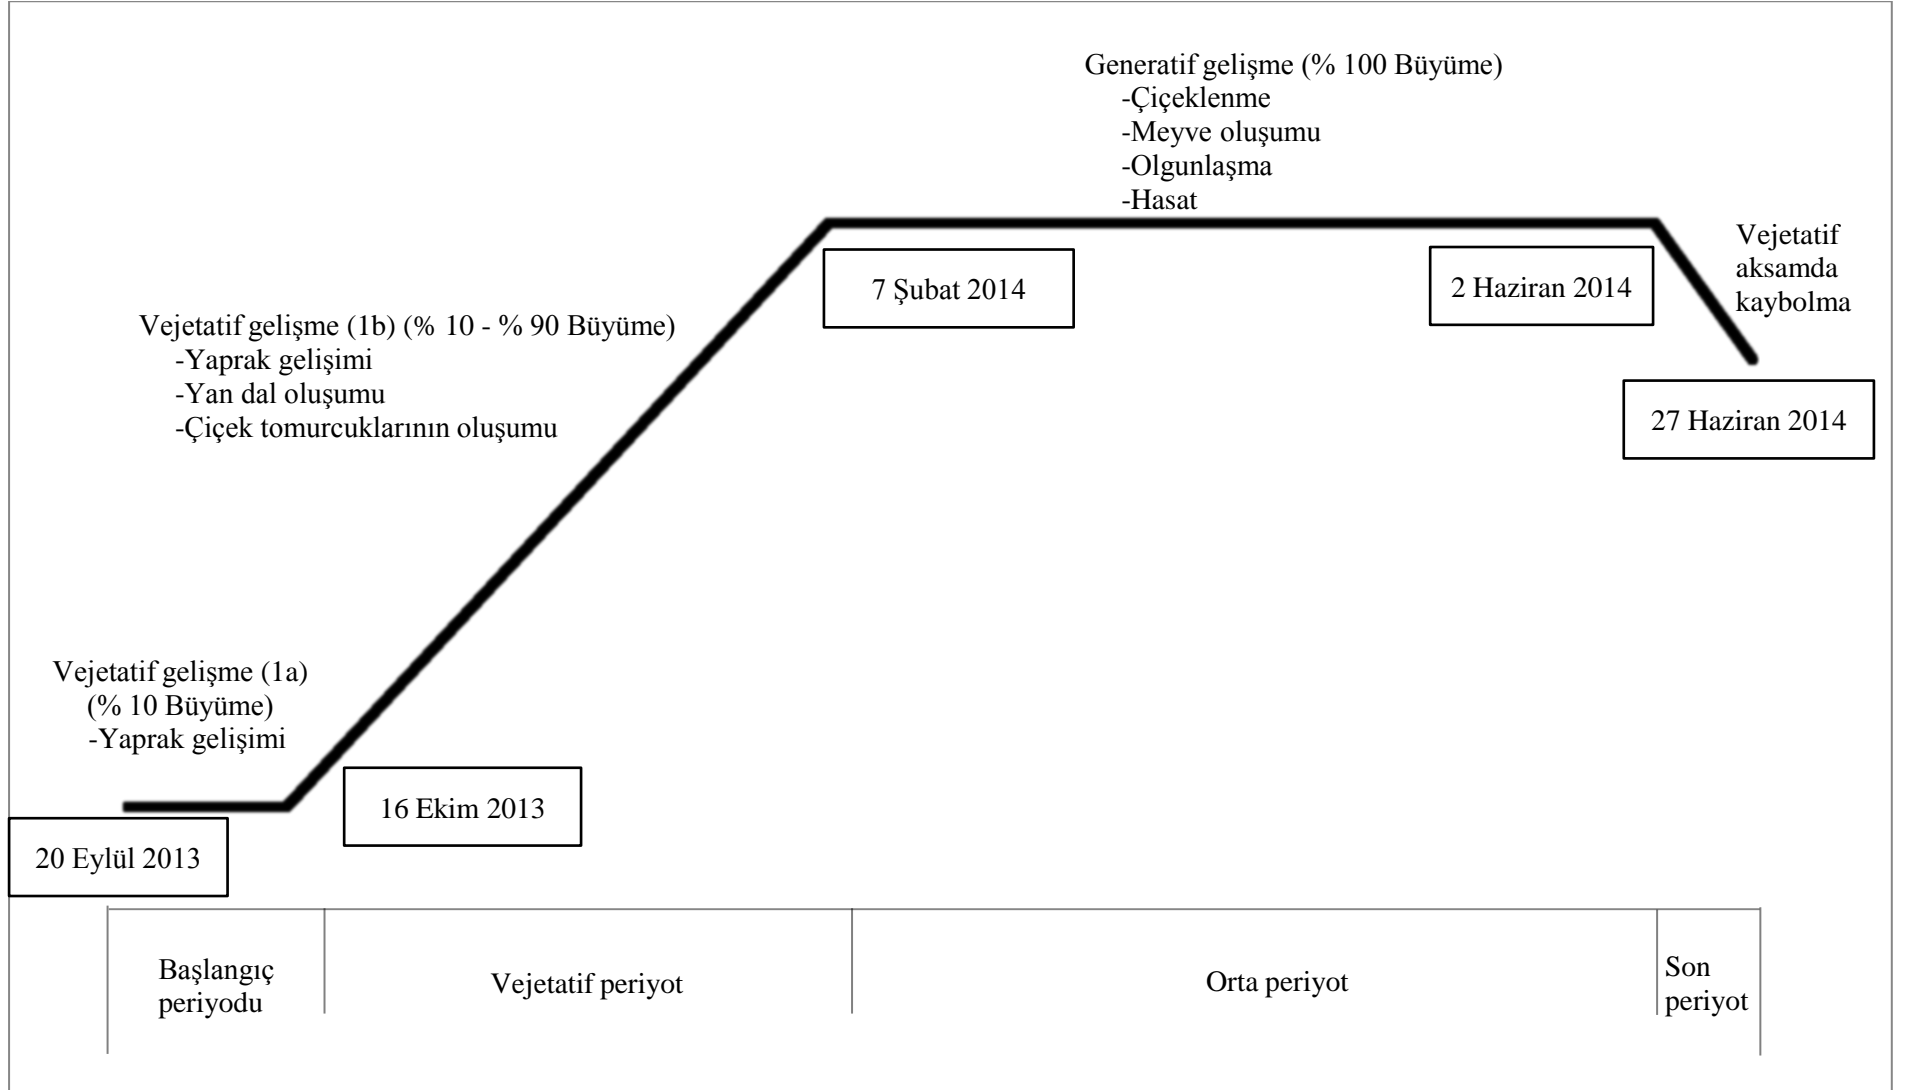 Generatif gelişme (% 100 Büyüme)
-Çiçeklenme
-Meyve oluşumu
-Olgunlaşma
-Hasat
Vejetatif
aksamda
kaybolma
7 Şubat 2014
2 Haziran 2014
Vejetatif gelişme (1b) (% 10 - % 90 Büyüme)
-Yaprak gelişimi
-Yan dal oluşumu
-Çiçek tomurcuklarının oluşumu
27 Haziran 2014
Vejetatif gelişme (1a)
(% 10 Büyüme)
-Yaprak gelişimi
16 Ekim 2013
20 Eylül 2013
Başlangıç
periyodu
Vejetatif periyot
Orta periyot
Son
periyot